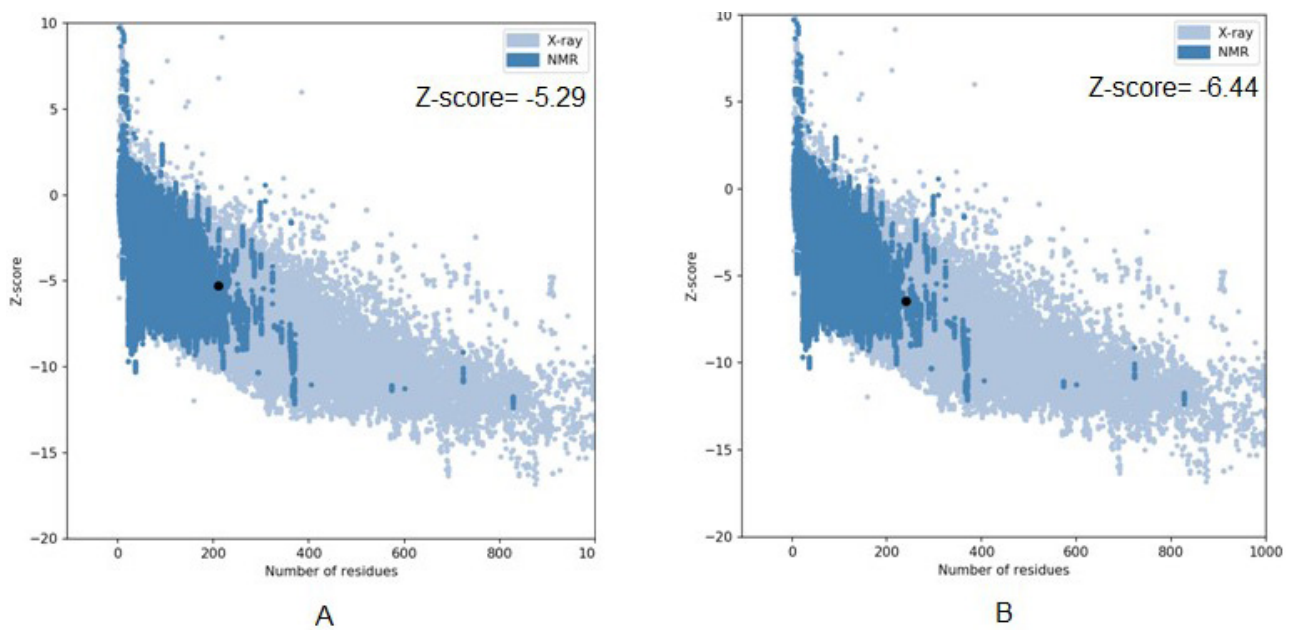 10
X-ray
NMR
Z-score= -5.29
5
0
Z-score
−5
−10
−15
−20
0
200
400
600
800
10
Number of residues
A
10
X-ray
NMR
Z-score= -6.44
5
0
Z-score
−5
−10
−15
−20
0
200
400
600
800
1000
Number of residues
B